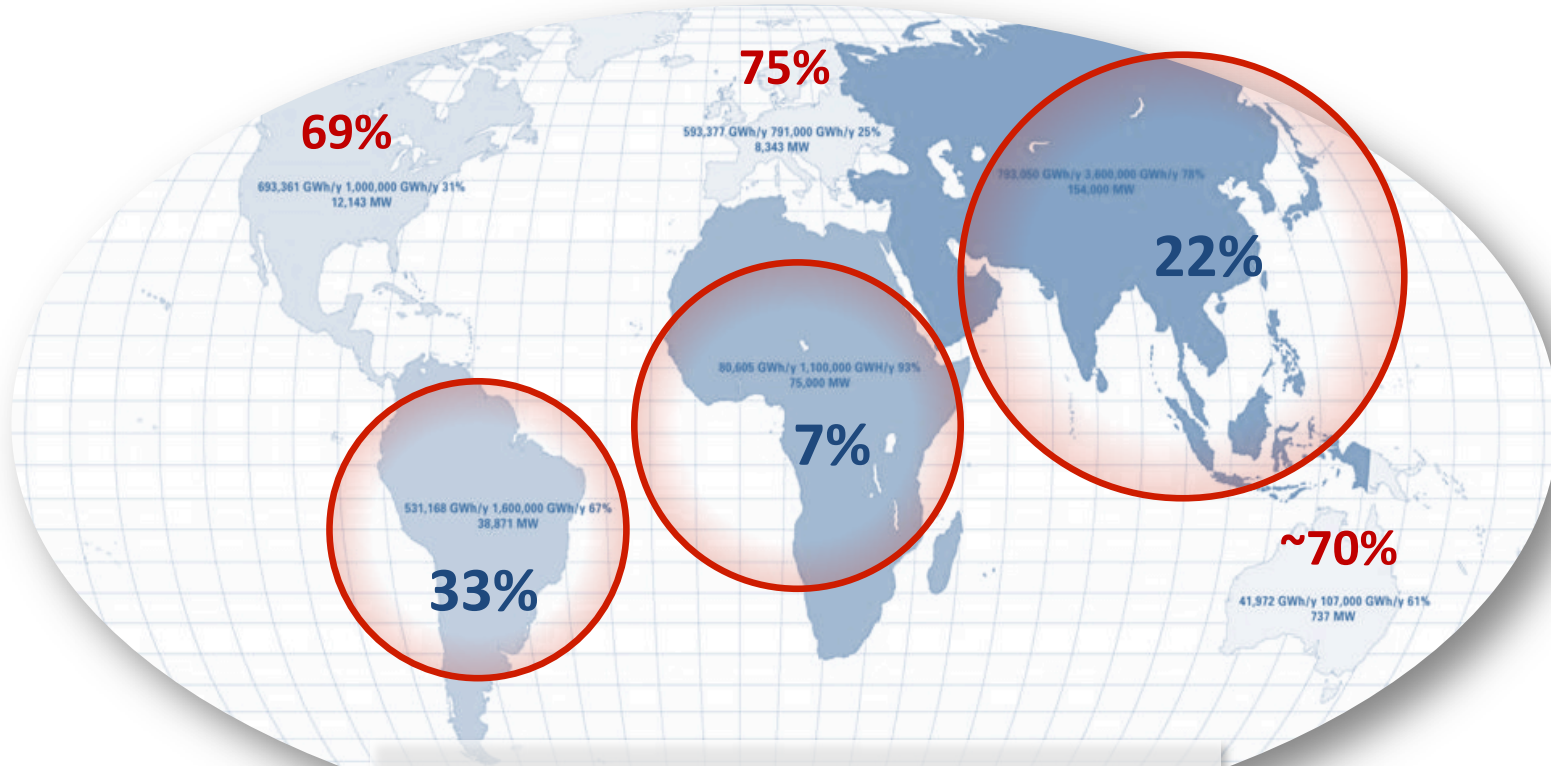 75%
593,377 GWh/y 791,000 GWh/y 25%
8,343 MW
69%
693,361 GWh/y 1,000,000 GWh/y 31%
12,143 MW
793,050 GWh/y 3,600,000 GWh/y 78%
154,000 MW
22%
80,605 GWh/y 1,100,000 GWH/y 93%
75,000 MW
7%
531,168 GWh/y 1,600,000 GWh/y 67%
38,871 MW
33%
~70%
41,972 GWh/y 107,000 GWh/y 61%
737 MW